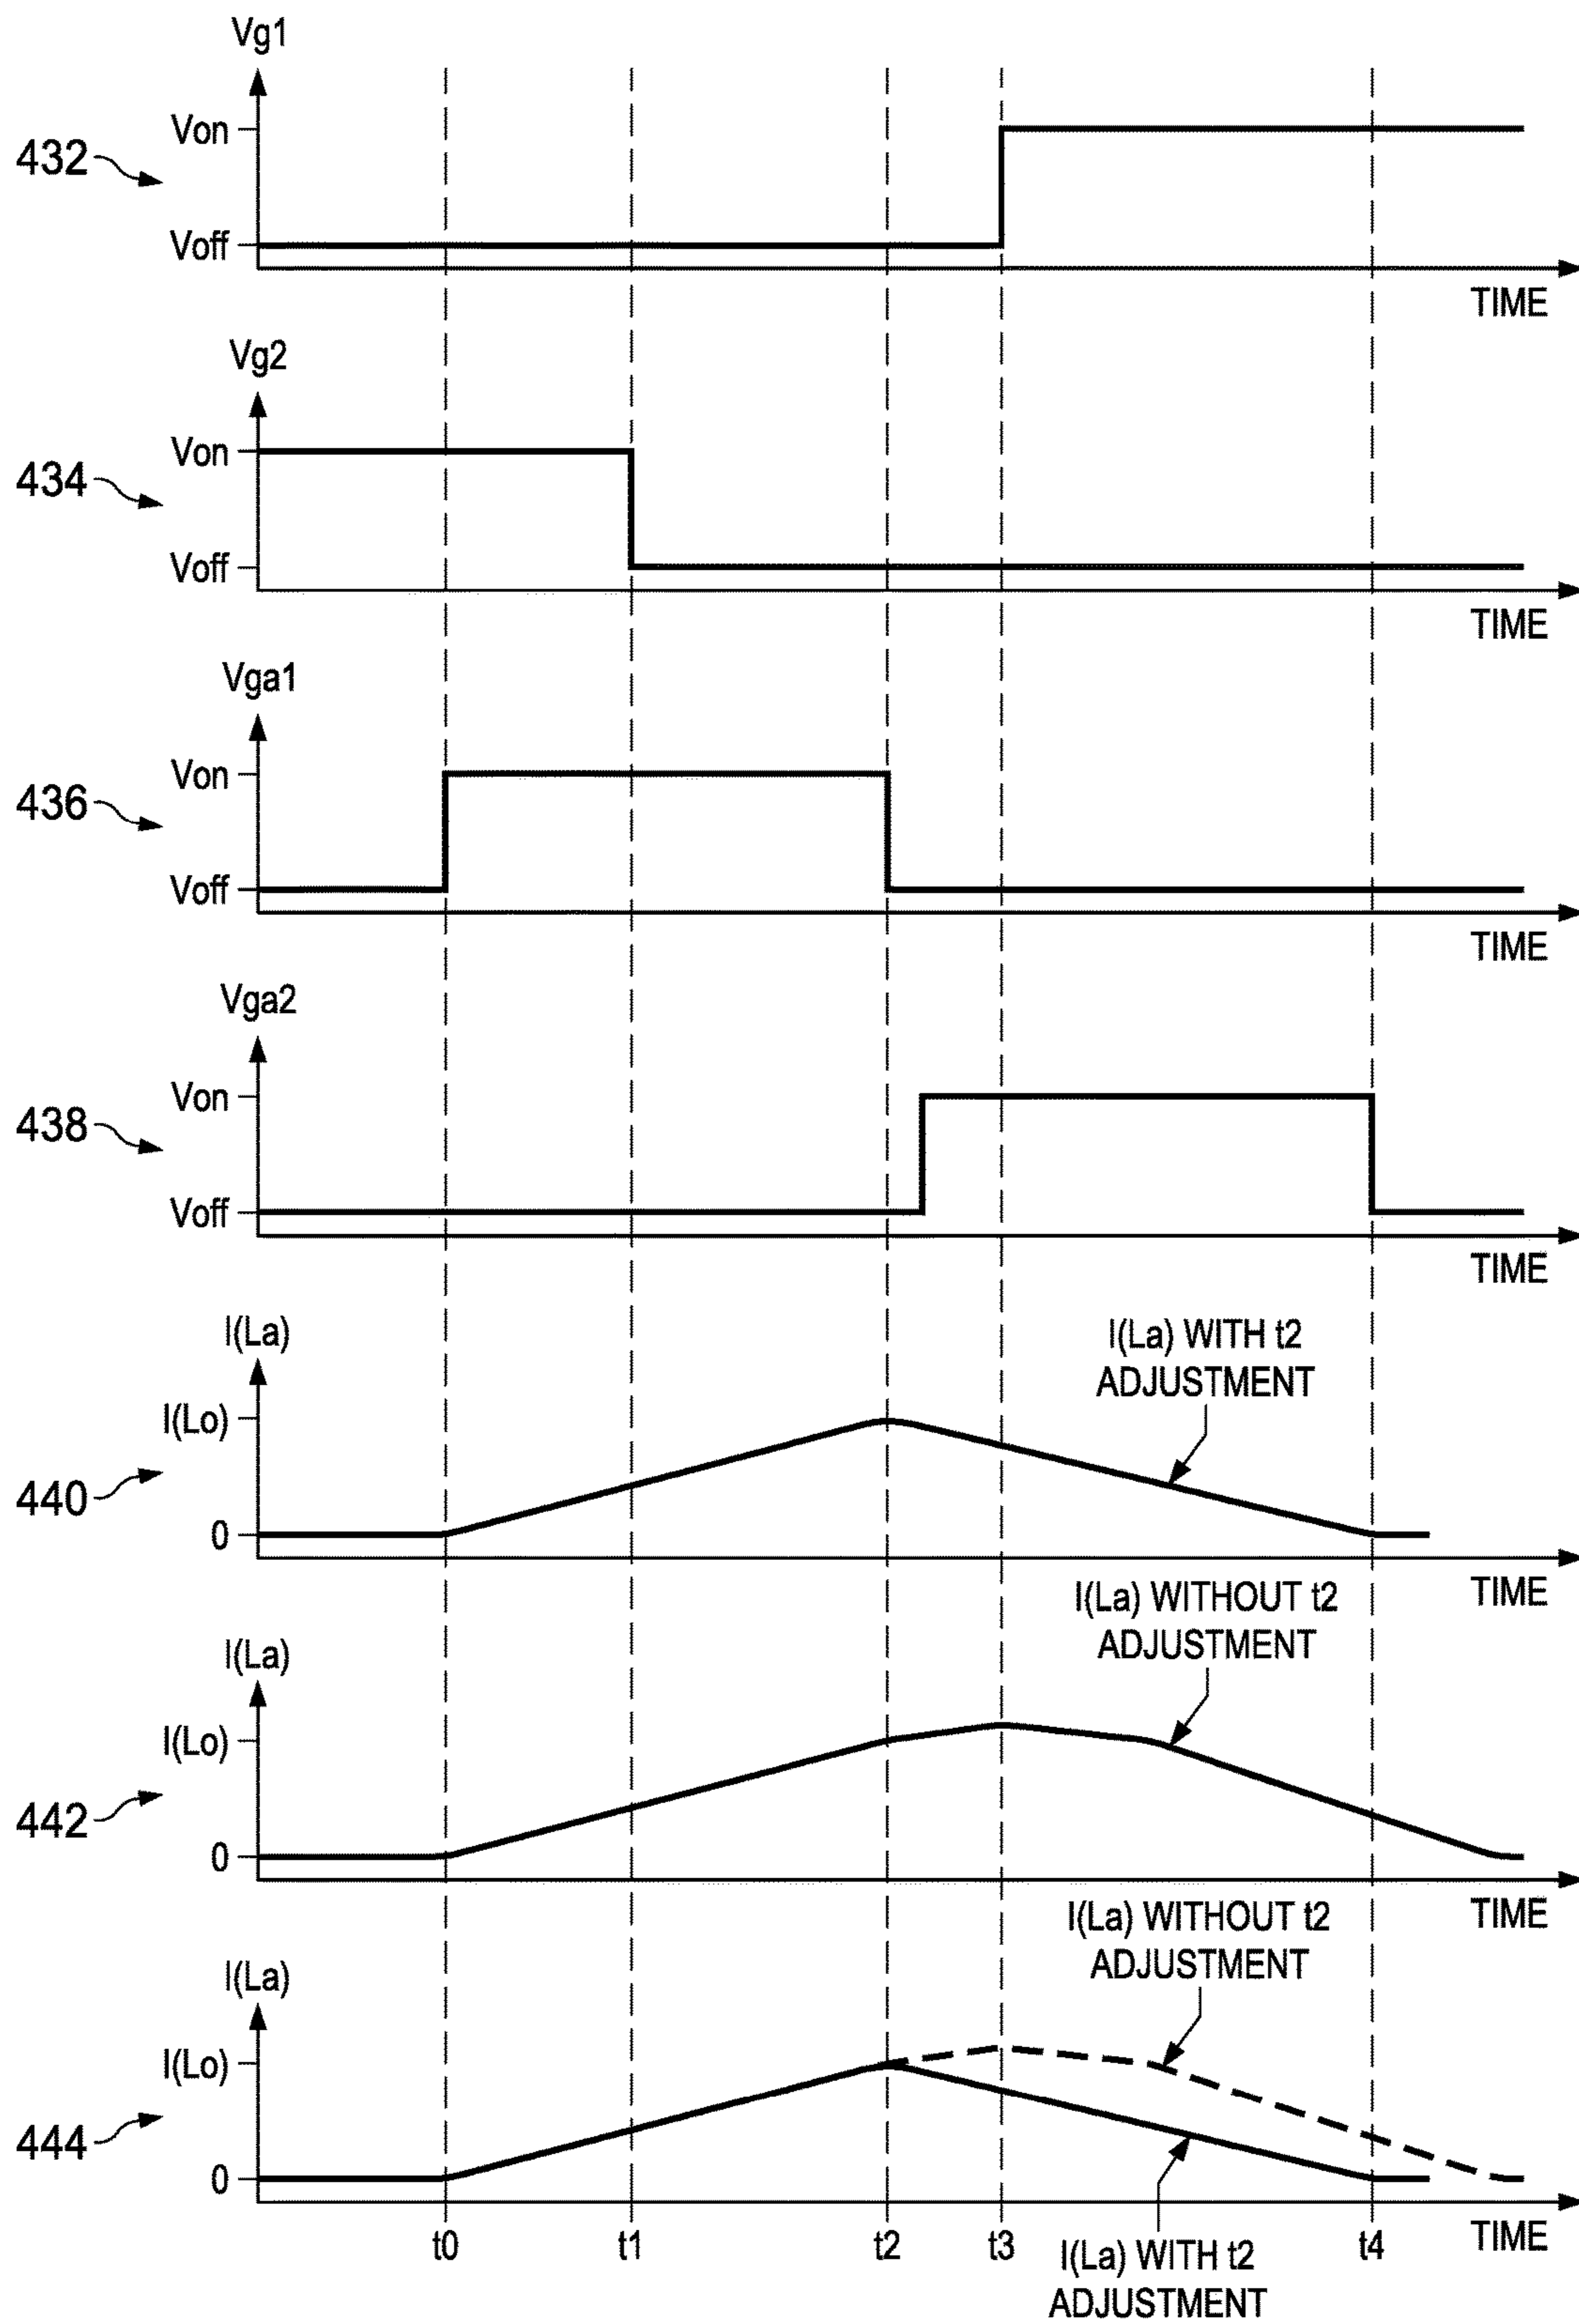 Vg1
Von
432
Voff
TIME
Vg2
Von
434
Voff
TIME
Vga1
Von
436
Voff
TIME
Vga2
Von
438
Voff
TIME
I(La)
I(La) WITH t2
ADJUSTMENT
I(Lo)
440
0
TIME
I(La) WITHOUT t2
ADJUSTMENT
I(La)
I(Lo)
442
0
TIME
I(La) WITHOUT t2
ADJUSTMENT
I(La)
I(Lo)
444
0
t0 t1 t2 t3 t4 TIME
I(La) WITH t2
ADJUSTMENT